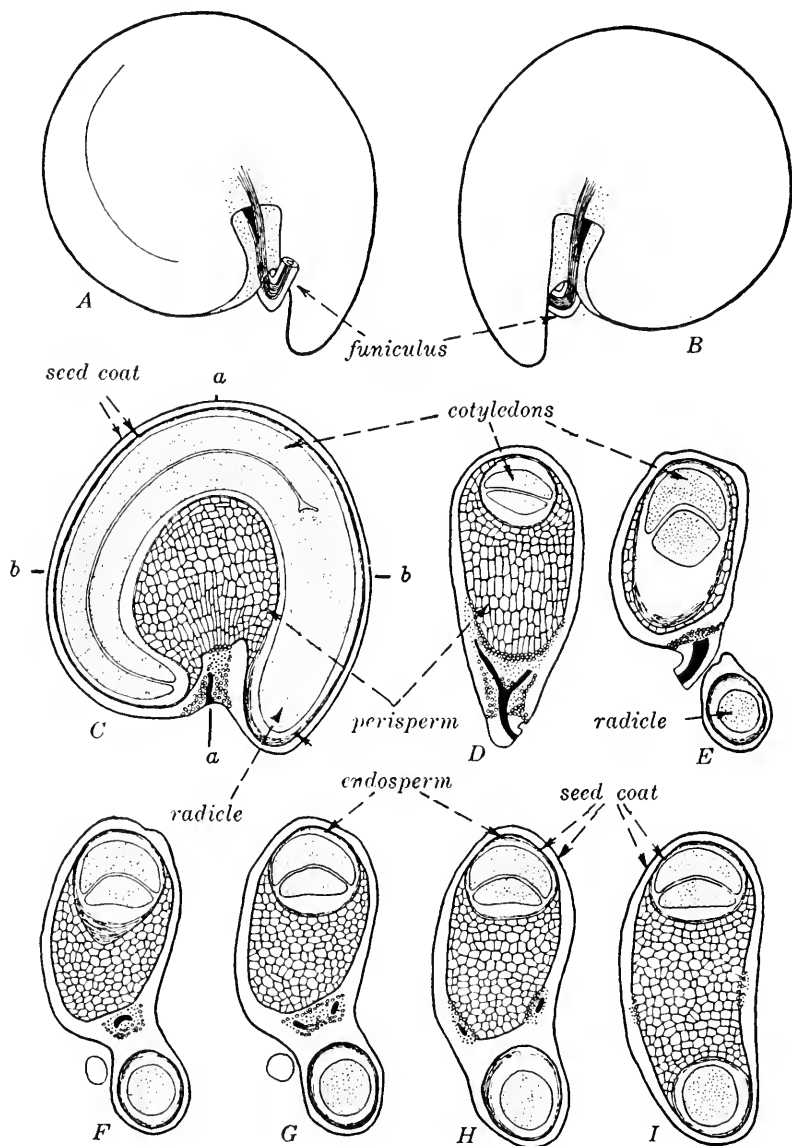 A
B
funiculus
seed coat
a
cotyledons
b
b
C
a
perisperm
D
radicle
E
radicle
endosperm
seed coat
F
G
H
I